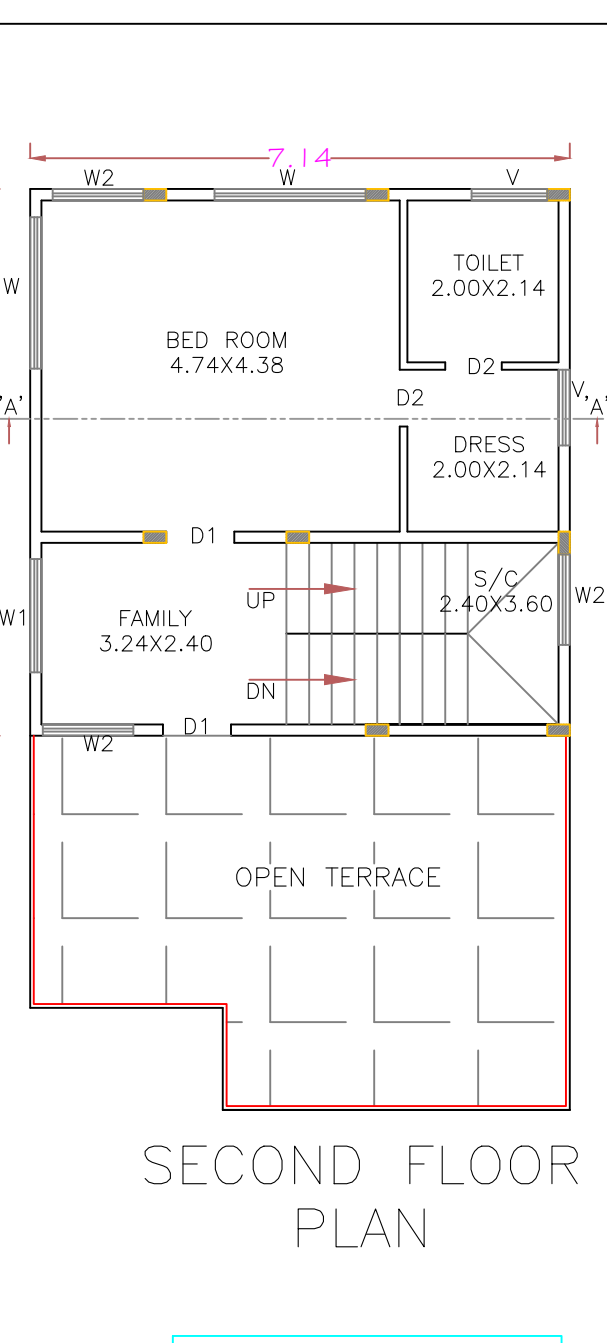 7.14
W2
W
V
W
TOILET
2.00X2.14
BED ROOM
4.74X4.38
D2
D2
V
'A'
'A'
DRESS
2.00X2.14
D1
S/C
2.40X3.60
UP
W2
W1
FAMILY
3.24X2.40
DN
D1
W2
OPEN TERRACE
SECOND FLOOR
PLAN